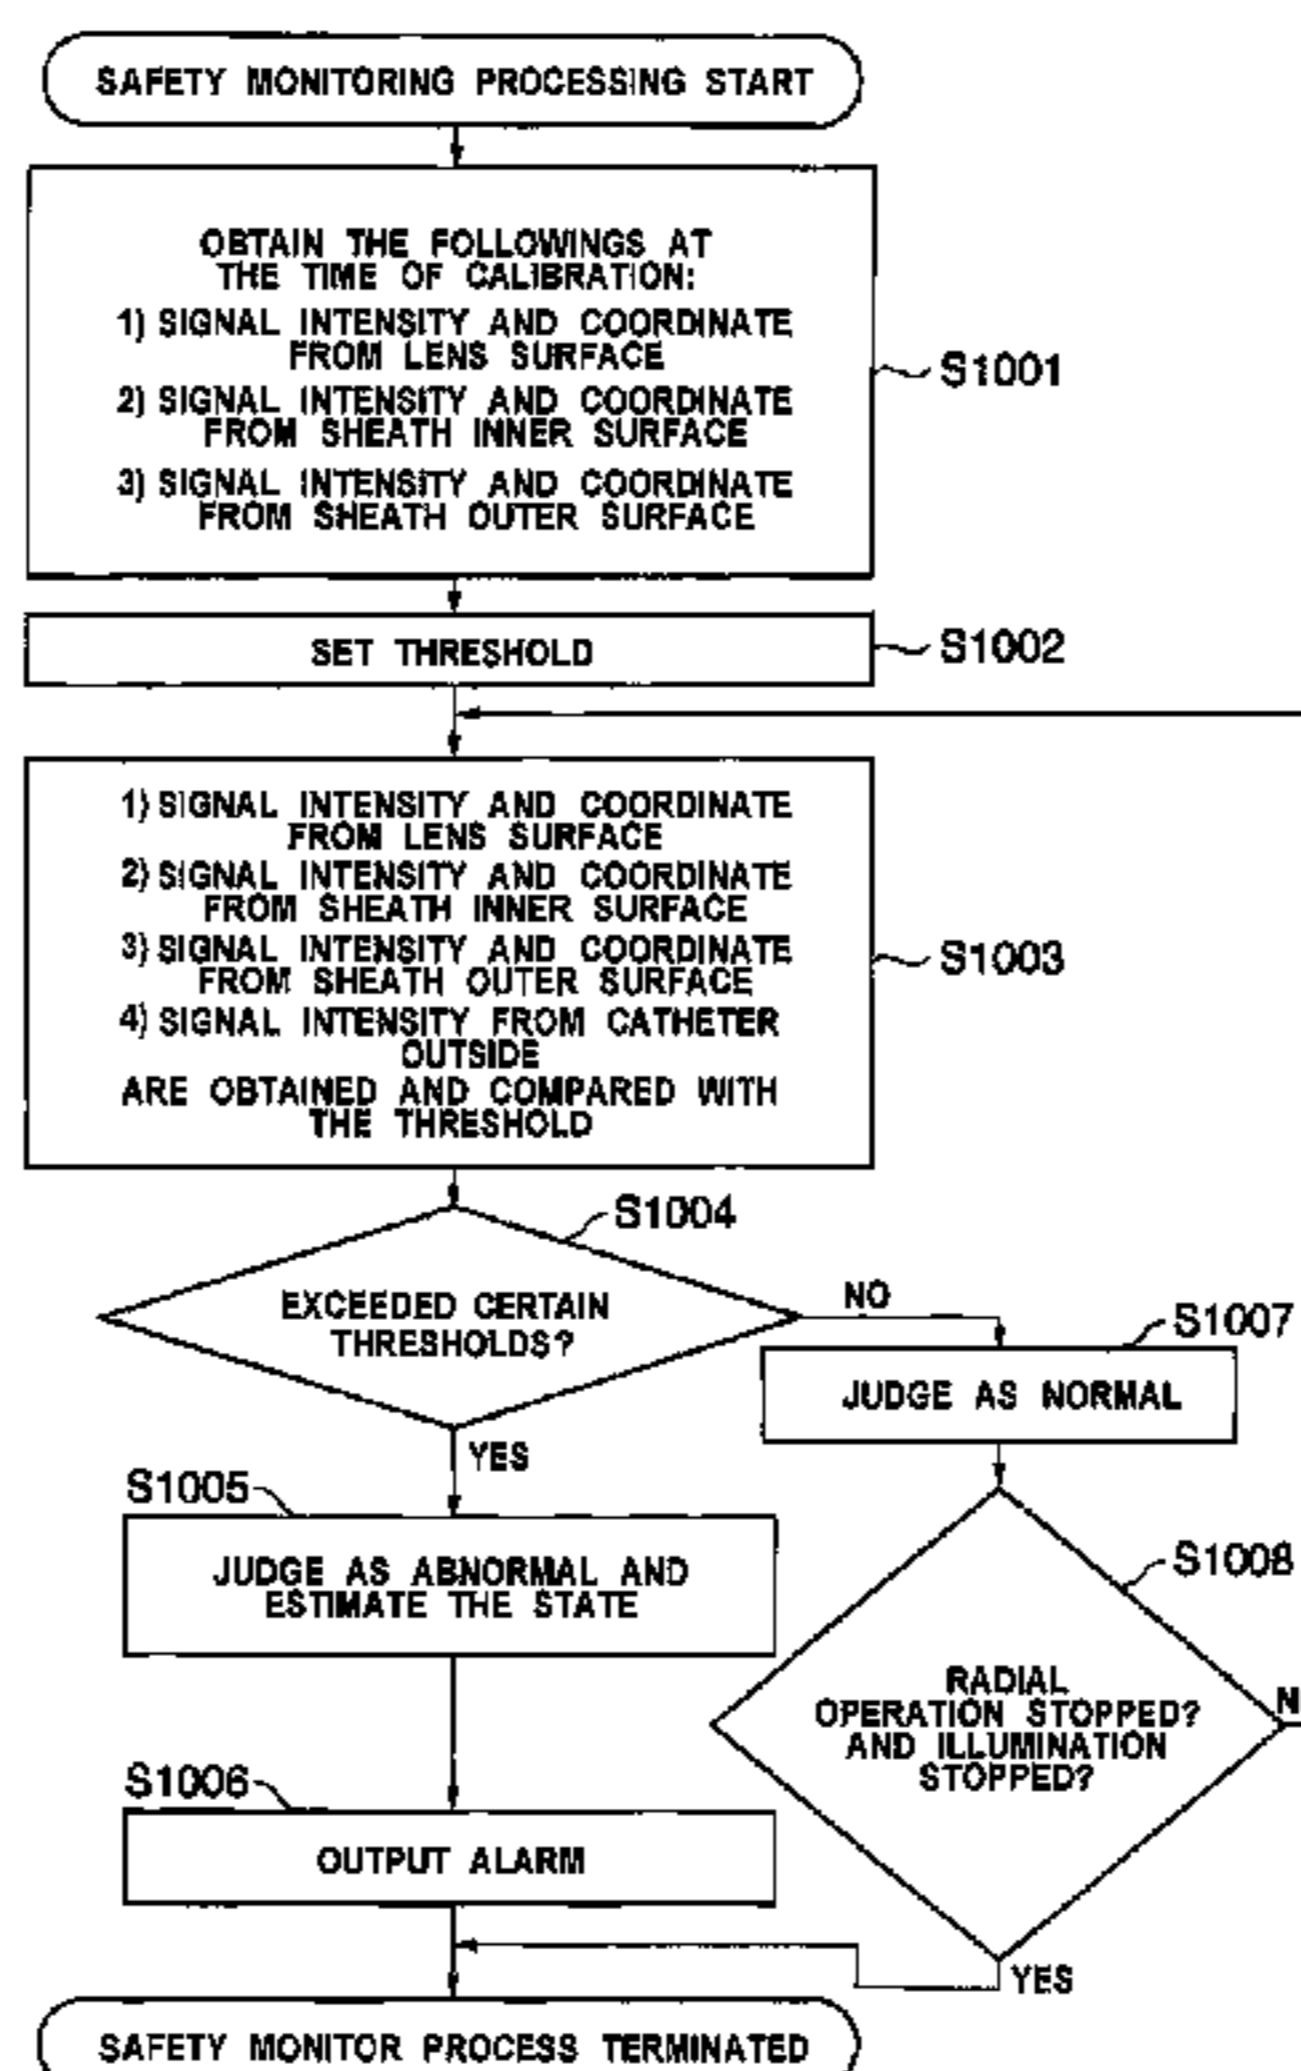 SAFETY MONITORING PROCESSING START
OBTAIN THE FOLLOWINGS AT
THE TIME OF CALIBRATION:
1) SIGNAL INTENSITY AND COORDINATE
FROM LENS SURFACE
2) SIGNAL INTENSITY AND COORDINATE
FROM SHEATH INNER SURFACE
3) SIGNAL INTENSITY AND COORDINATE
FROM SHEATH OUTER SURFACE
S1001
SET THRESHOLD
S1002
1) SIGNAL INTENSITY AND COORDINATE
FROM LENS SURFACE
2) SIGNAL INTENSITY AND COORDINATE
FROM SHEATH INNER SURFACE
3) SIGNAL INTENSITY AND COORDINATE
FROM SHEATH OUTER SURFACE
4) SIGNAL INTENSITY FROM CATHETER
OUTSIDE
ARE OBTAINED AND COMPARED WITH
THE THRESHOLD
S1003
S1004
EXCEEDED CERTAIN
THRESHOLDS?
NO
YES
S1007
JUDGE AS NORMAL
S1005
JUDGE AS ABNORMAL AND
ESTIMATE THE STATE
S1008
RADIAL
OPERATION STOPPED?
AND ILLUMINATION
STOPPED?
S1006
OUTPUT ALARM
YES
SAFETY MONITOR PROCESS TERMINATED